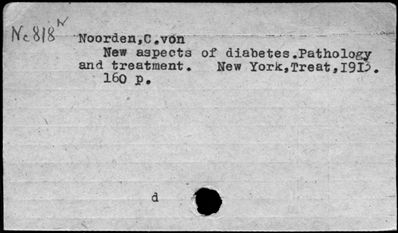 Nc818 N
Noorden,C.von
New aspects of diabetes.Pathology
and treatment. New York,Treat,1913.
160 p.
d